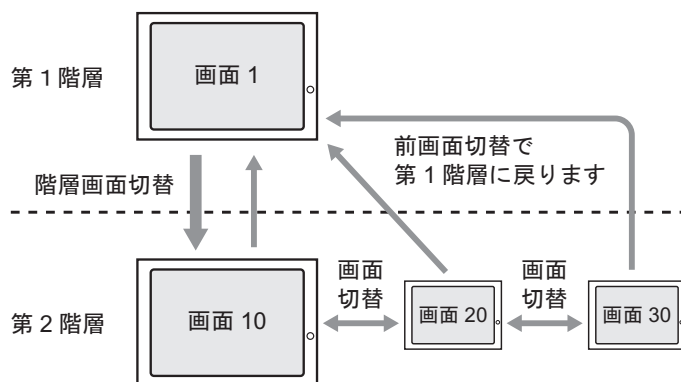 第 1 階層
画面 1
前画面切替で
第 1 階層に戻ります
階層画面切替
第 2 階層
画面 10
画面
切替
画面 20
画面
切替
画面 30